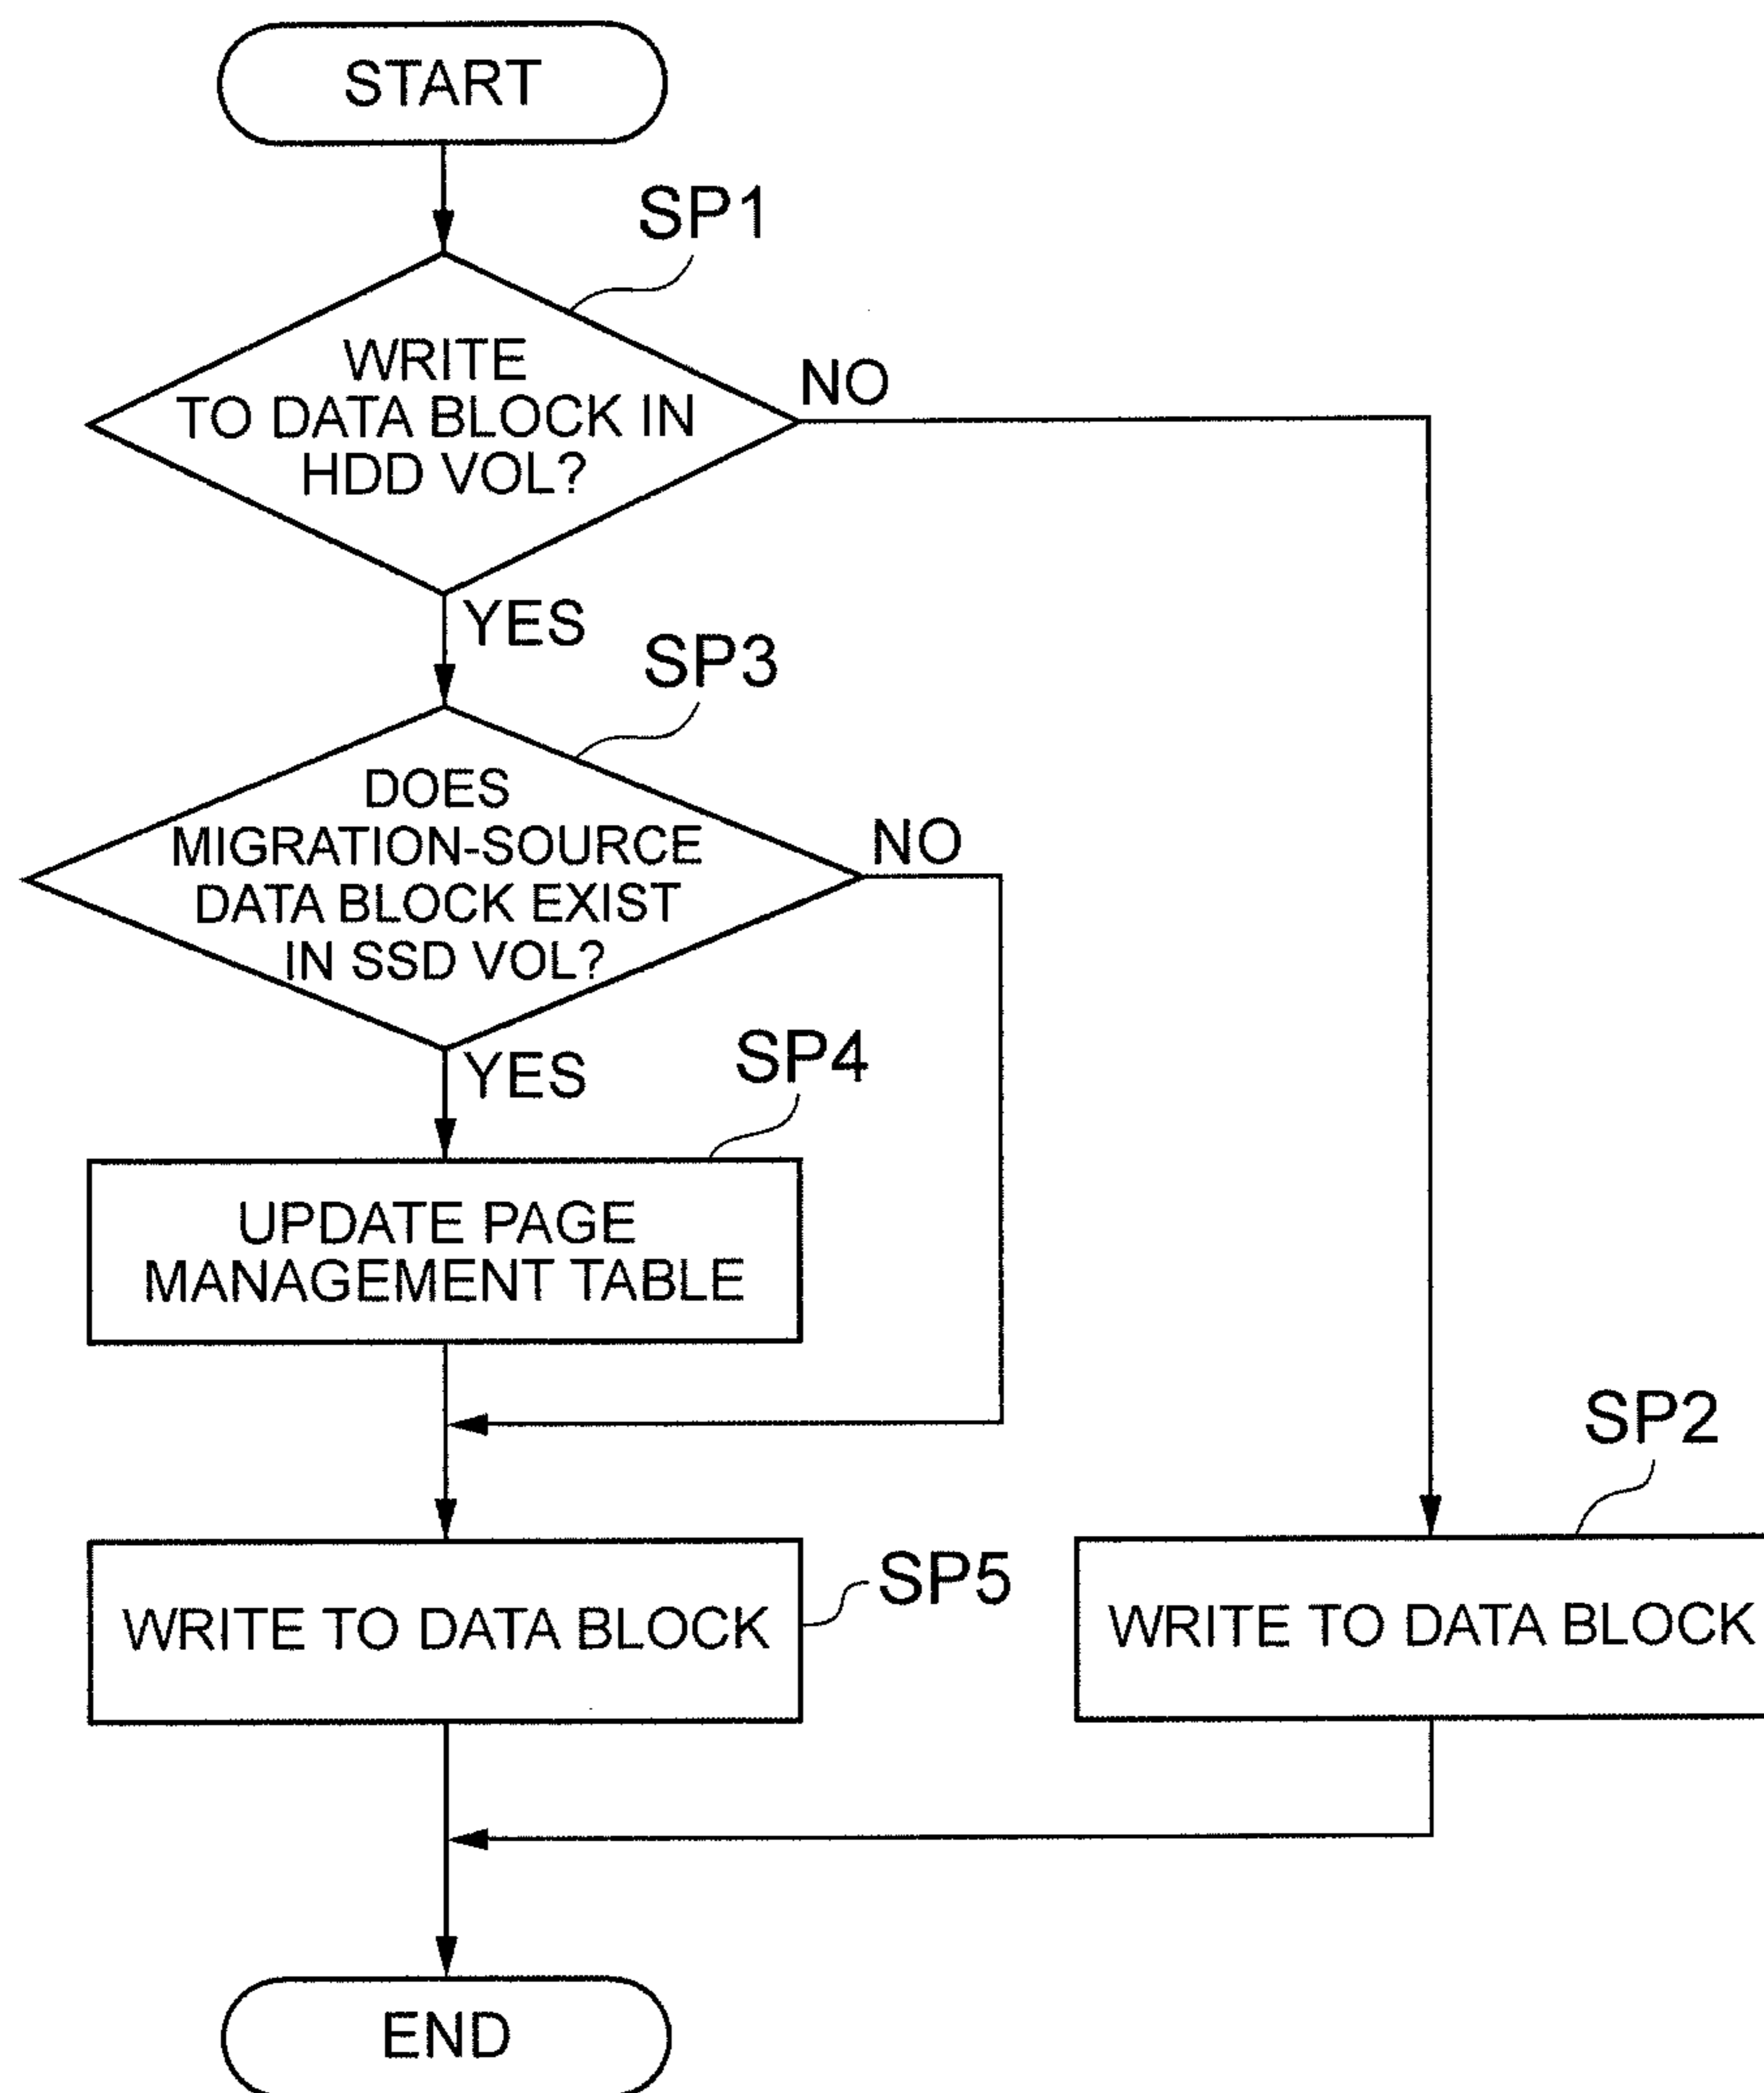 START
SP1
WRITE
TO DATA BLOCK IN
HDD VOL?
NO
YES
SP3
DOES
MIGRATION-SOURCE
DATA BLOCK EXIST
IN SSD VOL?
NO
YES
SP4
UPDATE PAGE
MANAGEMENT TABLE
SP2
SP5
WRITE TO DATA BLOCK
WRITE TO DATA BLOCK
END